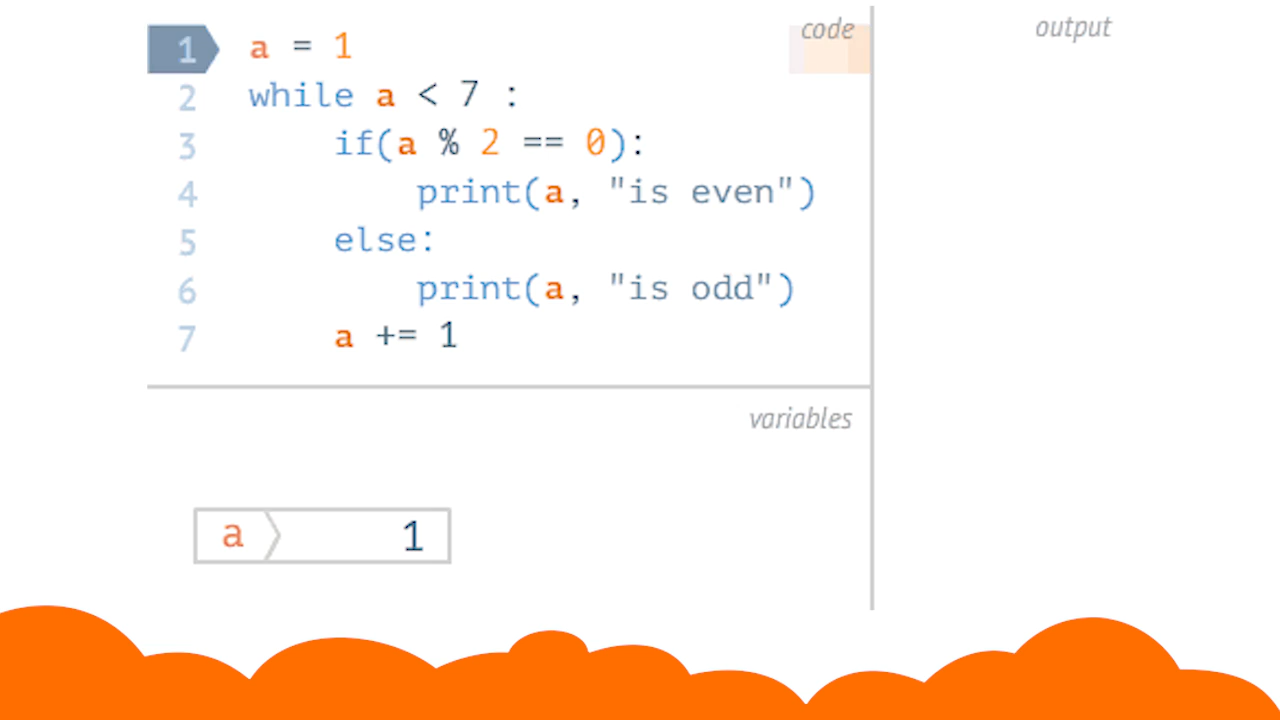 code
output
1 a = 1
2 while a < 7 :
3     if(a % 2 == 0):
4         print(a, "is even")
5     else:
6         print(a, "is odd")
7     a += 1
variables
a 1